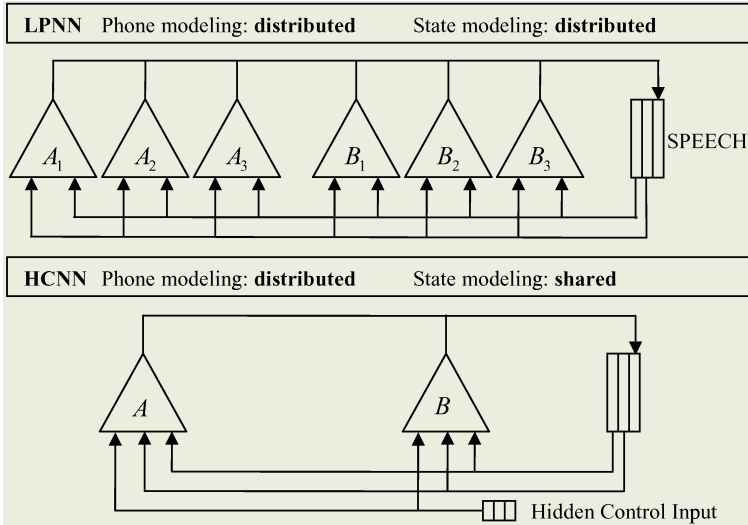 LPNN Phone modeling: distributed State modeling: distributed
A1 A2 A3 B1 B2 B3 SPEECH
HCNN Phone modeling: distributed State modeling: shared
A B
Hidden Control Input